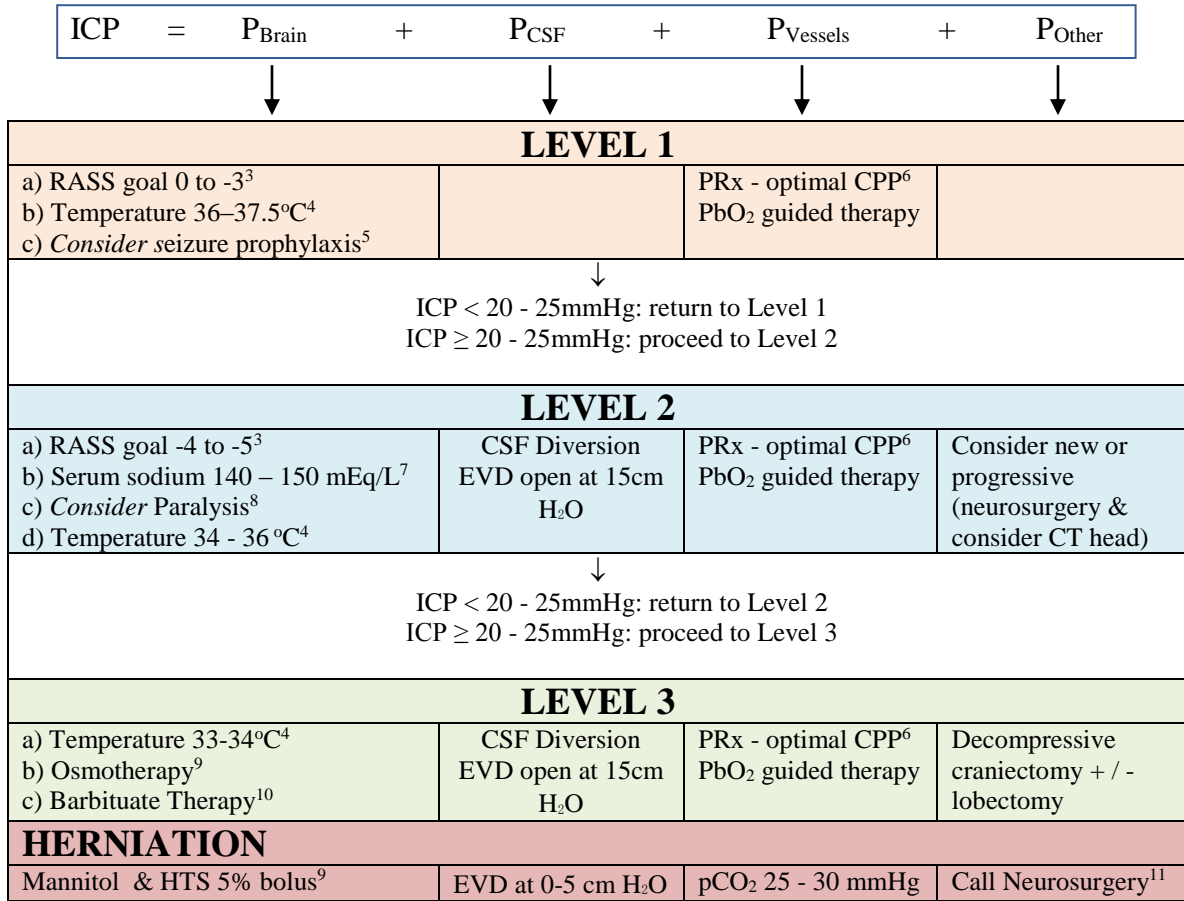 ICP = P_Brain + P_CSF + P_Vessels + P_Other
LEVEL 1
a) RASS goal 0 to -3³
b) Temperature 36–37.5°C⁴
c) Consider seizure prophylaxis⁵
PRx - optimal CPP⁶
PbO₂ guided therapy
↓
ICP < 20 - 25mmHg: return to Level 1
ICP ≥ 20 - 25mmHg: proceed to Level 2
LEVEL 2
a) RASS goal -4 to -5³
b) Serum sodium 140 – 150 mEq/L⁷
c) Consider Paralysis⁸
d) Temperature 34 - 36 °C⁴
CSF Diversion
EVD open at 15cm
H₂O
PRx - optimal CPP⁶
PbO₂ guided therapy
Consider new or
progressive
(neurosurgery &
consider CT head)
↓
ICP < 20 - 25mmHg: return to Level 2
ICP ≥ 20 - 25mmHg: proceed to Level 3
LEVEL 3
a) Temperature 33-34°C⁴
b) Osmotherapy⁹
c) Barbituate Therapy¹⁰
CSF Diversion
EVD open at 15cm
H₂O
PRx - optimal CPP⁶
PbO₂ guided therapy
Decompressive
craniectomy + / -
lobectomy
HERNIATION
Mannitol & HTS 5% bolus⁹
EVD at 0-5 cm H₂O
pCO₂ 25 - 30 mmHg
Call Neurosurgery¹¹